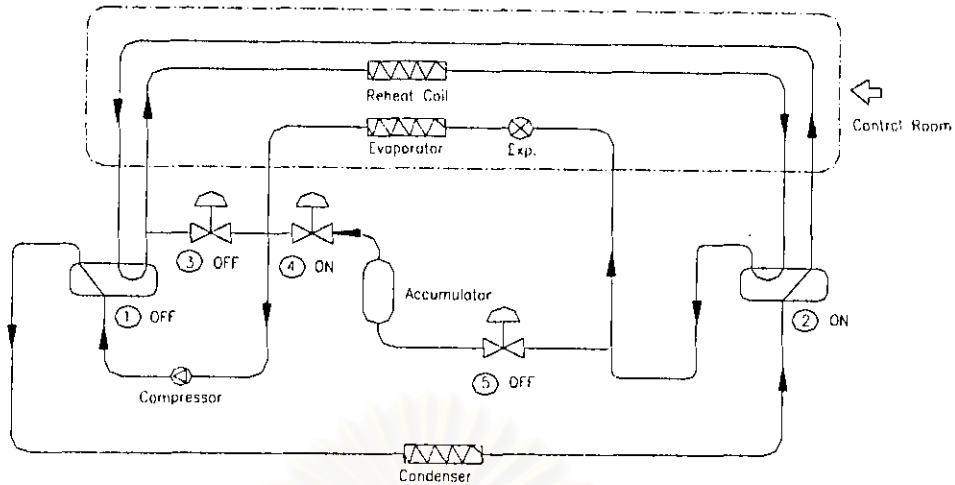 Reheat Coil
Control Room
Evaporator
Exp.
3 OFF
4 ON
Accumulator
1 OFF
2 ON
5 OFF
Compressor
Condenser